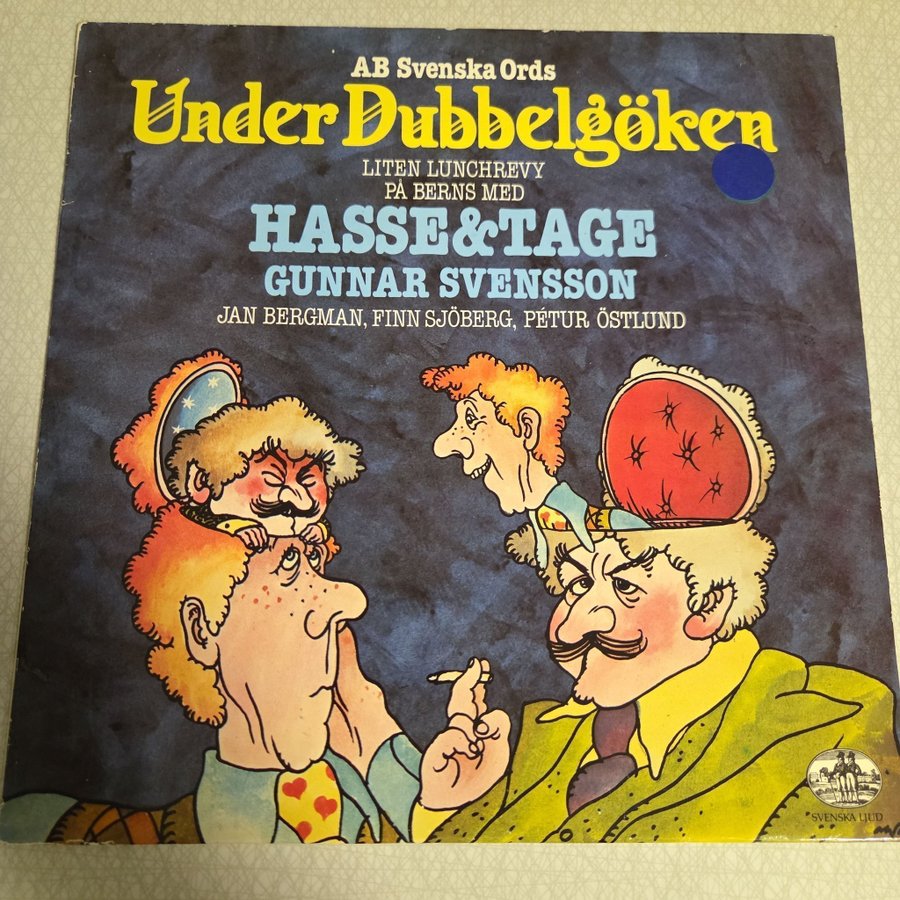 AB Svenska Ords
Under Dubbelgöken
LITEN LUNCHREVY
PÅ BERNS MED
HASSE&TAGE
GUNNAR SVENSSON
JAN BERGMAN, FINN SJÖBERG, PÉTUR ÖSTLUND
SVENSKA LJUD